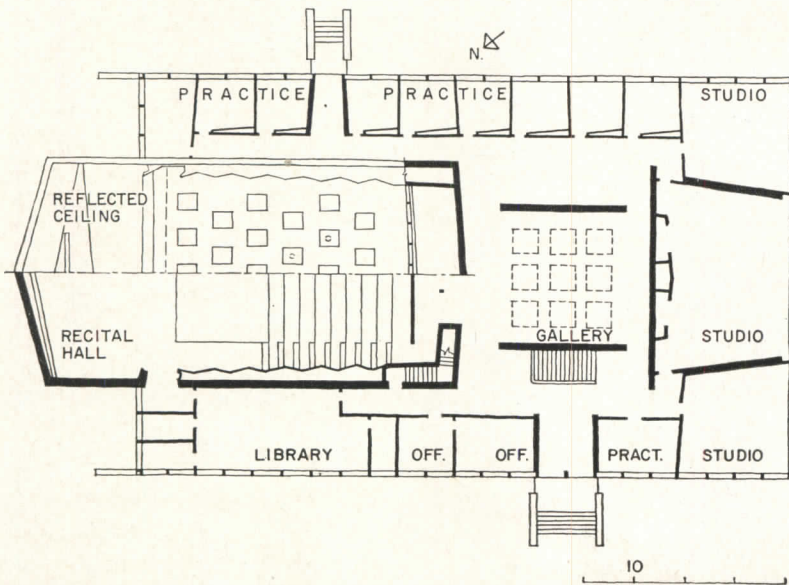 N.
PRACTICE PRACTICE STUDIO
REFLECTED
CEILING
RECITAL
HALL
GALLERY
STUDIO
LIBRARY OFF. OFF. PRACT. STUDIO
10